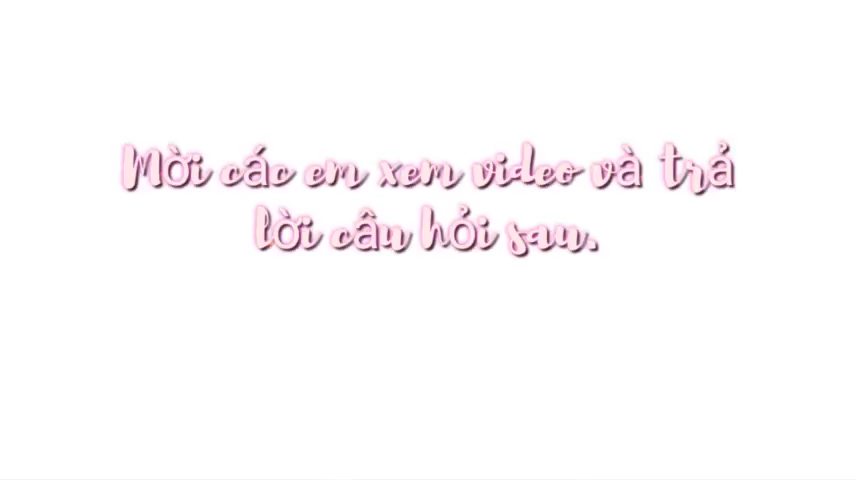 Mời các em xem video và trả
lời câu hỏi sau.